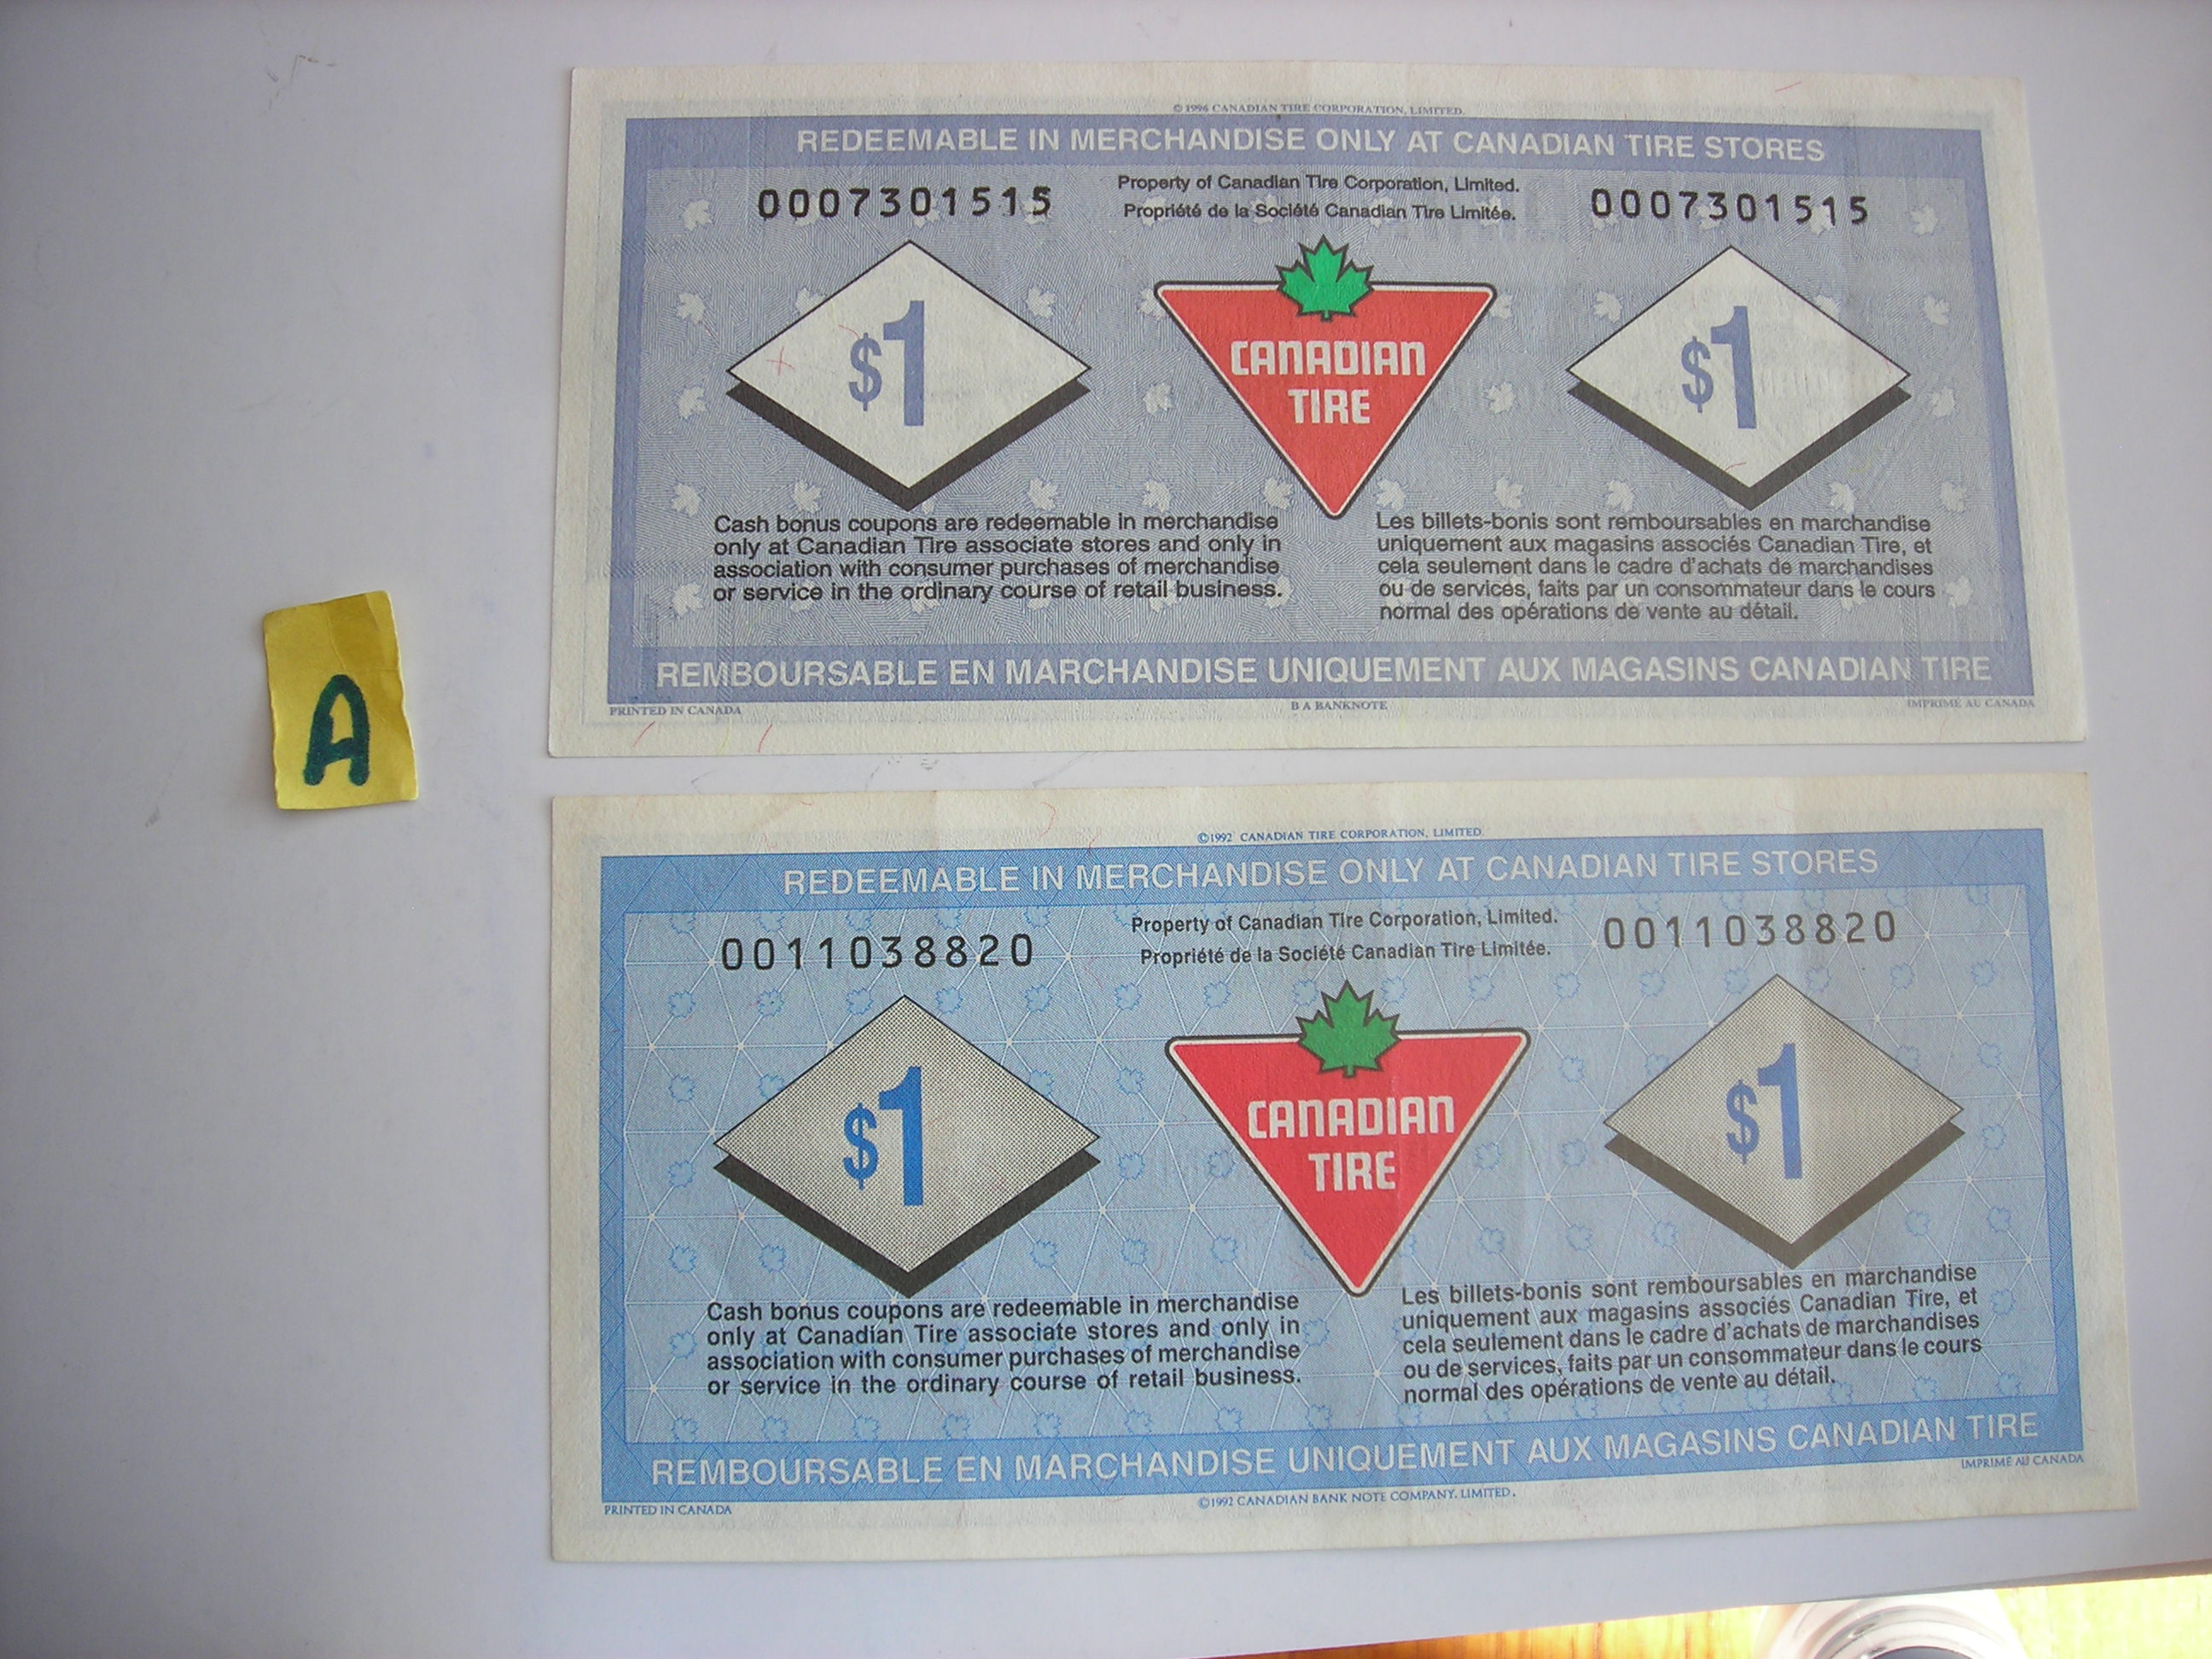 © 1996 CANADIAN TIRE CORPORATION, LIMITED.
REDEEMABLE IN MERCHANDISE ONLY AT CANADIAN TIRE STORES
0007301515
Property of Canadian Tire Corporation, Limited.
Propriété de la Société Canadian Tire Limitée.
0007301515
$1
CANADIAN
TIRE
$1
Cash bonus coupons are redeemable in merchandise
only at Canadian Tire associate stores and only in
association with consumer purchases of merchandise
or service in the ordinary course of retail business.
Les billets-bonis sont remboursables en marchandise
uniquement aux magasins associés Canadian Tire, et
cela seulement dans le cadre d'achats de marchandises
ou de services, faits par un consommateur dans le cours
normal des opérations de vente au détail.
REMBOURSABLE EN MARCHANDISE UNIQUEMENT AUX MAGASINS CANADIAN TIRE
PRINTED IN CANADA
B A BANKNOTE
IMPRIMÉ AU CANADA
A
©1992 CANADIAN TIRE CORPORATION, LIMITED.
REDEEMABLE IN MERCHANDISE ONLY AT CANADIAN TIRE STORES
0011038820
Property of Canadian Tire Corporation, Limited.
Propriété de la Société Canadian Tire Limitée.
0011038820
$1
CANADIAN
TIRE
$1
Cash bonus coupons are redeemable in merchandise
only at Canadian Tire associate stores and only in
association with consumer purchases of merchandise
or service in the ordinary course of retail business.
Les billets-bonis sont remboursables en marchandise
uniquement aux magasins associés Canadian Tire, et
cela seulement dans le cadre d'achats de marchandises
ou de services, faits par un consommateur dans le cours
normal des opérations de vente au détail.
REMBOURSABLE EN MARCHANDISE UNIQUEMENT AUX MAGASINS CANADIAN TIRE
PRINTED IN CANADA
©1992 CANADIAN BANK NOTE COMPANY, LIMITED.
IMPRIMÉ AU CANADA